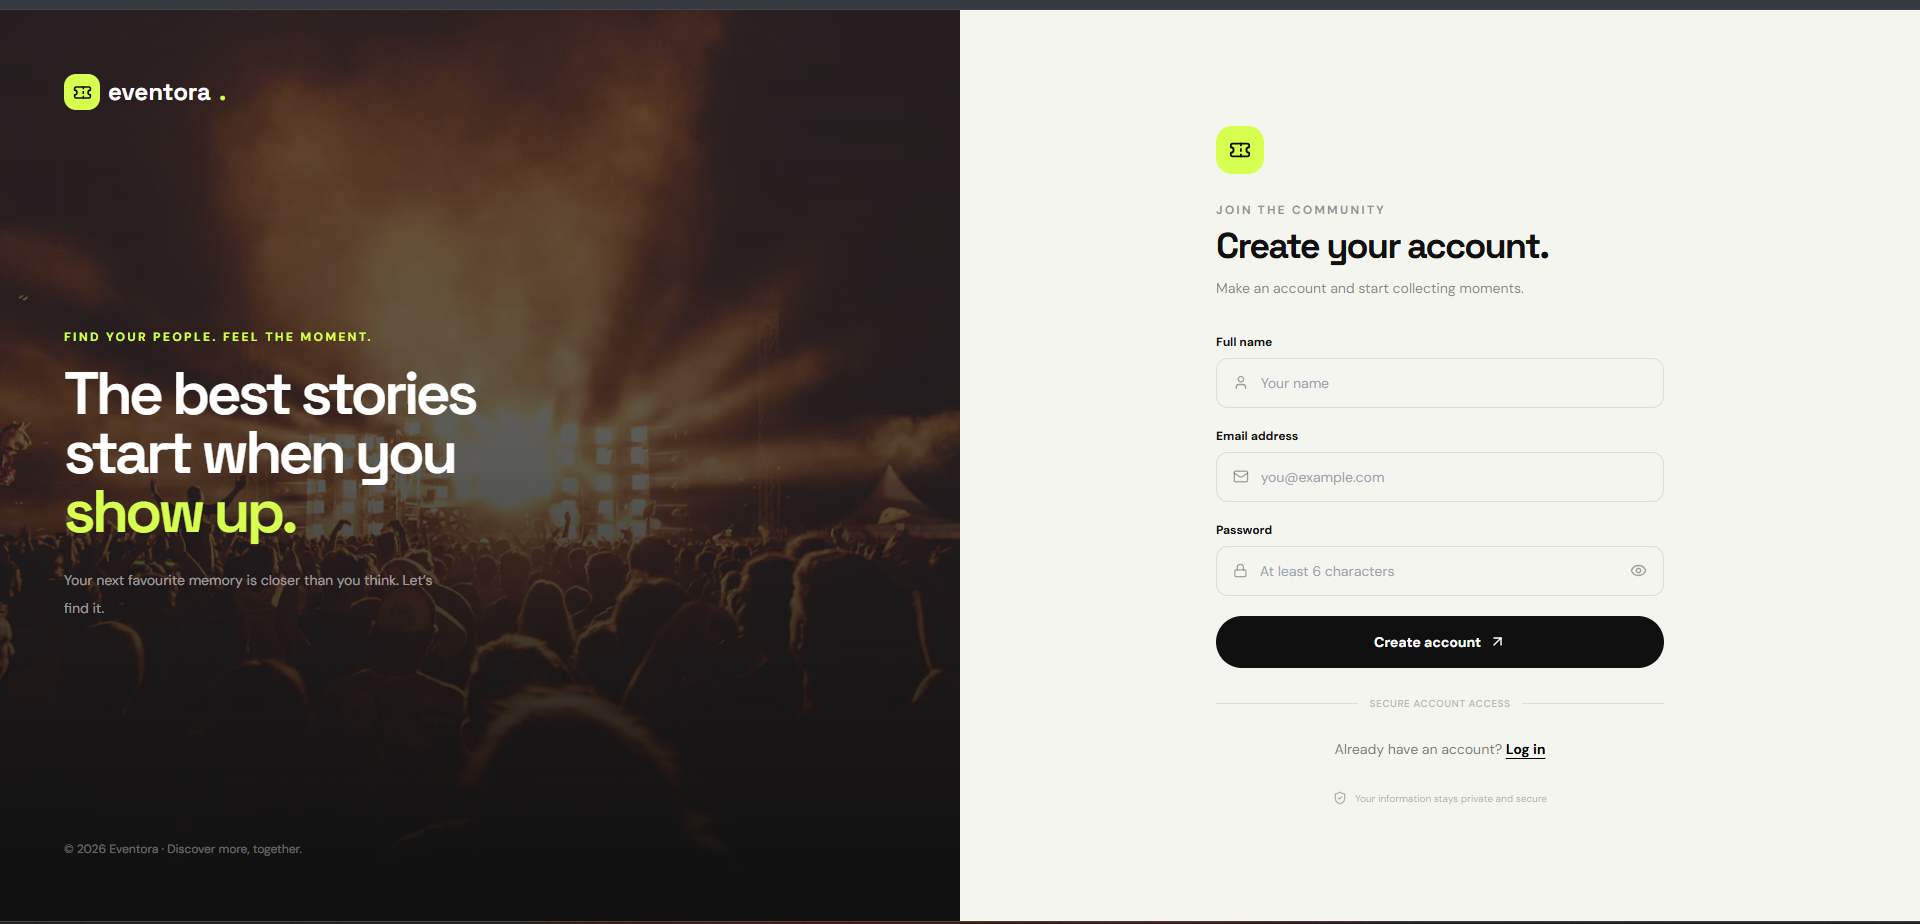 eventora .
FIND YOUR PEOPLE. FEEL THE MOMENT.
The best stories
start when you
show up.
Your next favourite memory is closer than you think. Let's
find it.
© 2026 Eventora · Discover more, together.
JOIN THE COMMUNITY
Create your account.
Make an account and start collecting moments.
Full name
Your name
Email address
you@example.com
Password
At least 6 characters
Create account
SECURE ACCOUNT ACCESS
Already have an account? Log in
Your information stays private and secure